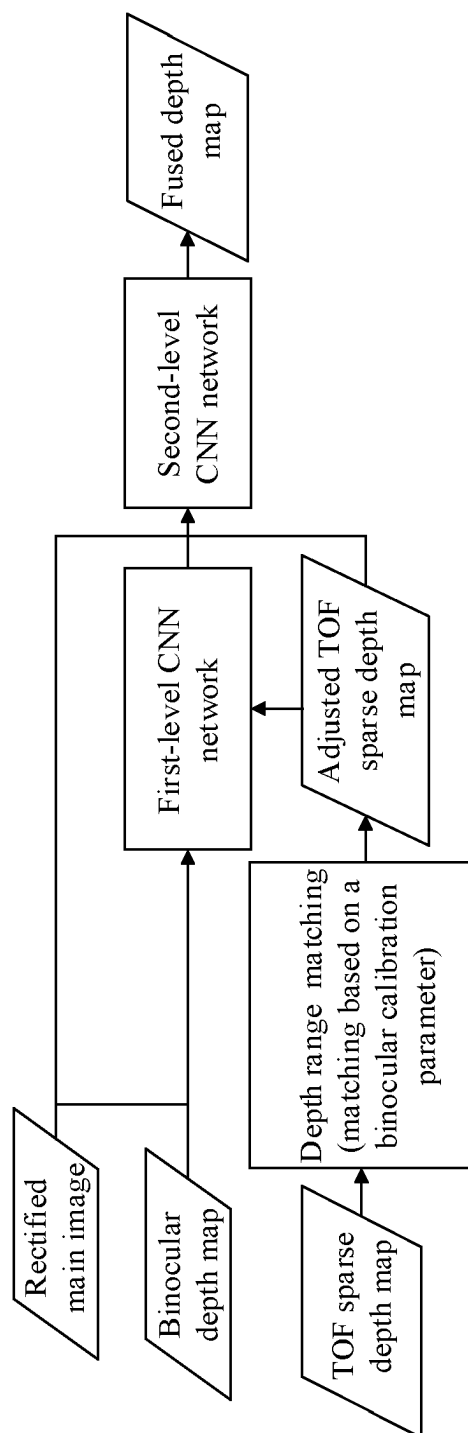 Rectified
main image
Binocular
depth map
TOF sparse
depth map
Depth range matching
(matching based on a
binocular calibration
parameter)
Adjusted TOF
sparse depth
map
First-level CNN
network
Second-level
CNN network
Fused depth
map